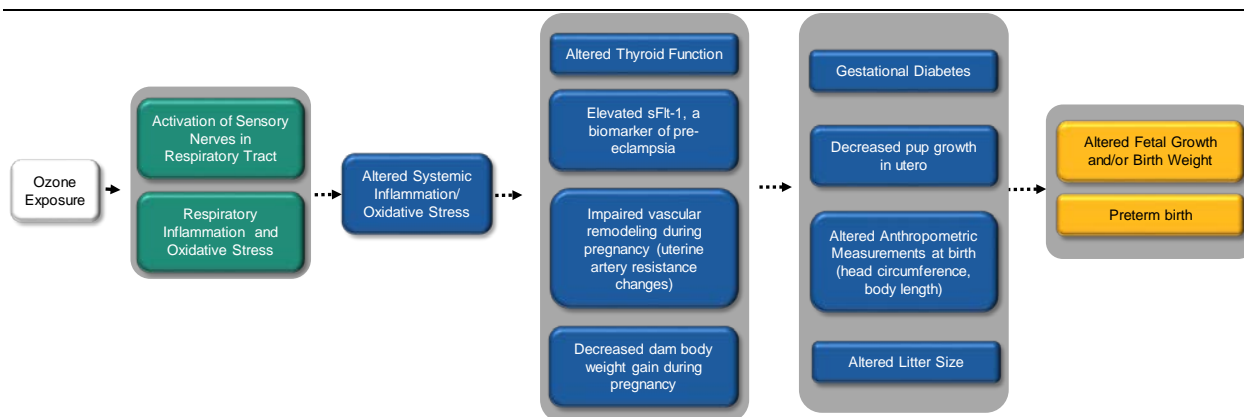 Ozone
Exposure
Activation of Sensory
Nerves in
Respiratory Tract
Respiratory
Inflammation and
Oxidative Stress
Altered Systemic
Inflammation/
Oxidative Stress
Altered Thyroid Function
Elevated sFlt-1, a
biomarker of pre-
eclampsia
Impaired vascular
remodeling during
pregnancy (uterine
artery resistance
changes)
Decreased dam body
weight gain during
pregnancy
Gestational Diabetes
Decreased pup growth
in utero
Altered Anthropometric
Measurements at birth
(head circumference,
body length)
Altered Litter Size
Altered Fetal Growth
and/or Birth Weight
Preterm birth